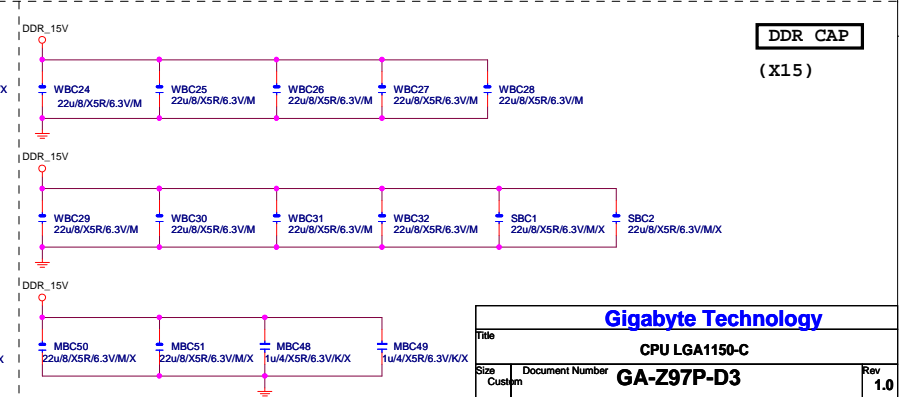 DDR_15V
DDR CAP
(X15)
X
WBC24
22u/8/X5R/6.3V/M
WBC25
22u/8/X5R/6.3V/M
WBC26
22u/8/X5R/6.3V/M
WBC27
22u/8/X5R/6.3V/M
WBC28
22u/8/X5R/6.3V/M
DDR_15V
WBC29
22u/8/X5R/6.3V/M
WBC30
22u/8/X5R/6.3V/M
WBC31
22u/8/X5R/6.3V/M
WBC32
22u/8/X5R/6.3V/M
SBC1
22u/8/X5R/6.3V/M/X
SBC2
22u/8/X5R/6.3V/M/X
DDR_15V
X
MBC50
22u/8/X5R/6.3V/M/X
MBC51
22u/8/X5R/6.3V/M/X
MBC48
1u/4/X5R/6.3V/K/X
MBC49
1u/4/X5R/6.3V/K/X
Gigabyte Technology
Title
CPU LGA1150-C
Size
Custom
Document Number
GA-Z97P-D3
Rev
1.0